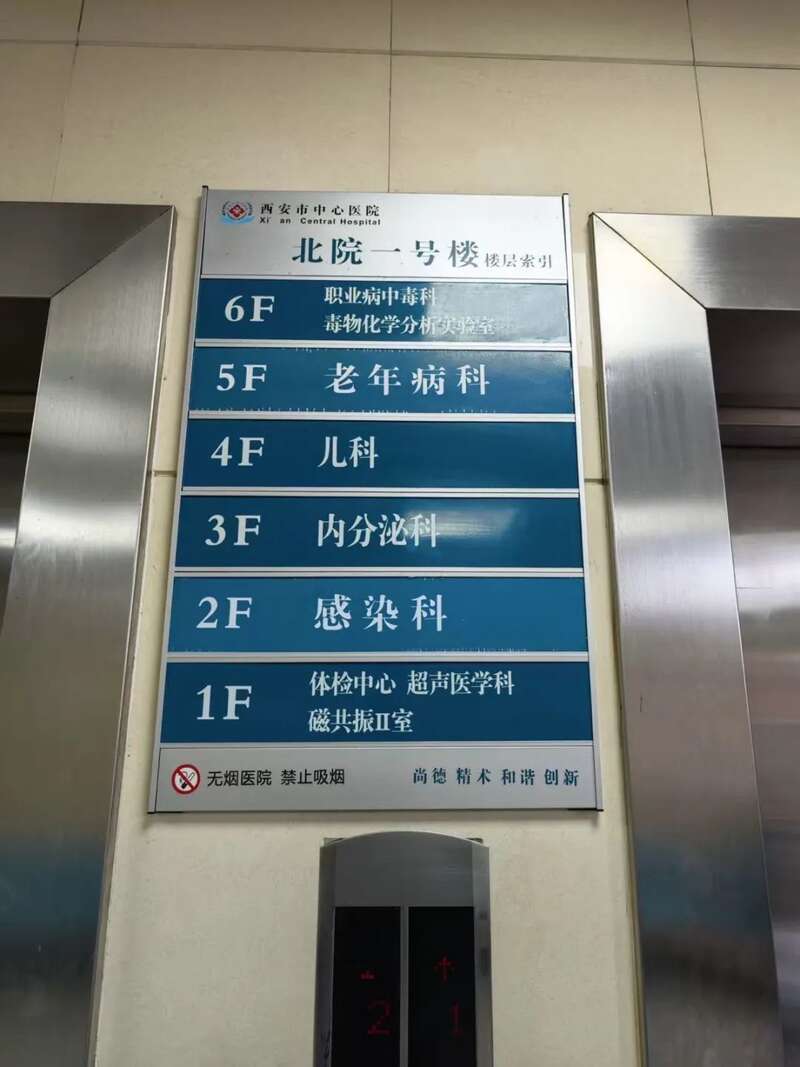 西安市中心医院
Xi' an Central Hospital
北院一号楼 楼层索引
6F 职业病中毒科
毒物化学分析实验室
5F 老年病科
4F 儿科
3F 内分泌科
2F 感染科
1F 体检中心 超声医学科
磁共振II室
无烟医院 禁止吸烟 尚德 精术 和谐 创新
2 1